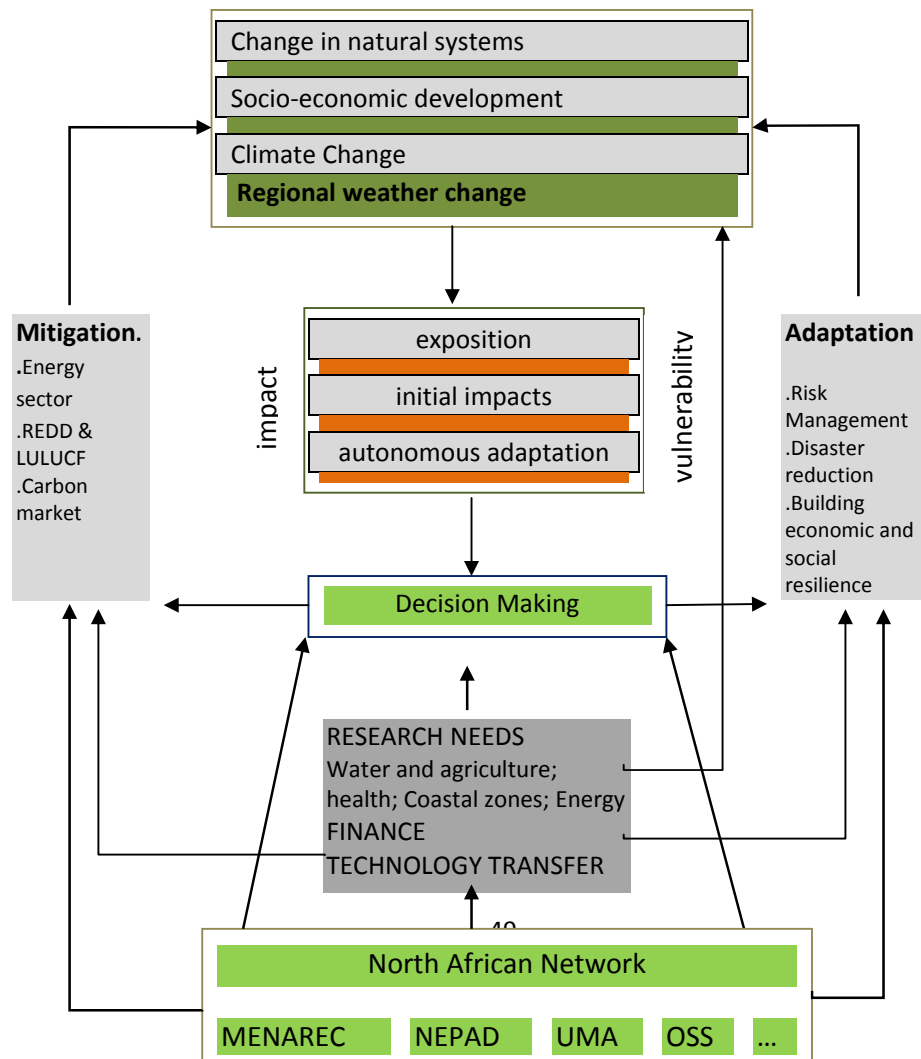 Change in natural systems
Socio-economic development
Climate Change
Regional weather change
Mitigation.
.Energy
sector
.REDD &
LULUCF
.Carbon
market
impact
exposition
initial impacts
autonomous adaptation
vulnerability
Adaptation
.Risk
Management
.Disaster
reduction
.Building
economic and
social
resilience
Decision Making
RESEARCH NEEDS
Water and agriculture;
health; Coastal zones; Energy
FINANCE
TECHNOLOGY TRANSFER
North African Network
MENAREC NEPAD UMA OSS ...